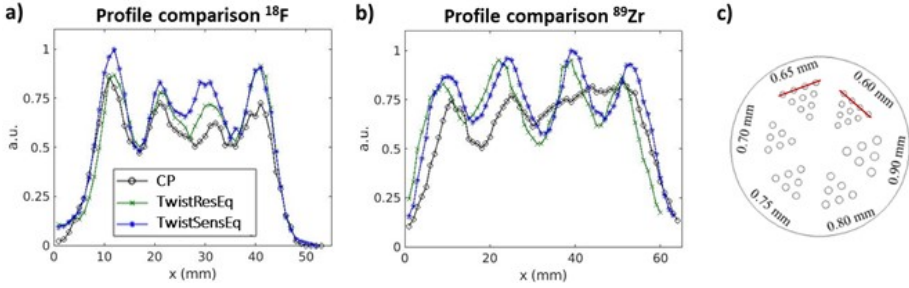 a) Profile comparison ¹⁸F
1
0.75
0.5
0.25
0
a.u.
0 10 20 30 40 50
x (mm)
CP
TwistResEq
TwistSensEq
b) Profile comparison ⁸⁹Zr
1
0.75
0.5
0.25
0
a.u.
0 20 40 60
x (mm)
c)
0.65 mm
0.60 mm
0.70 mm
0.90 mm
0.75 mm
0.80 mm